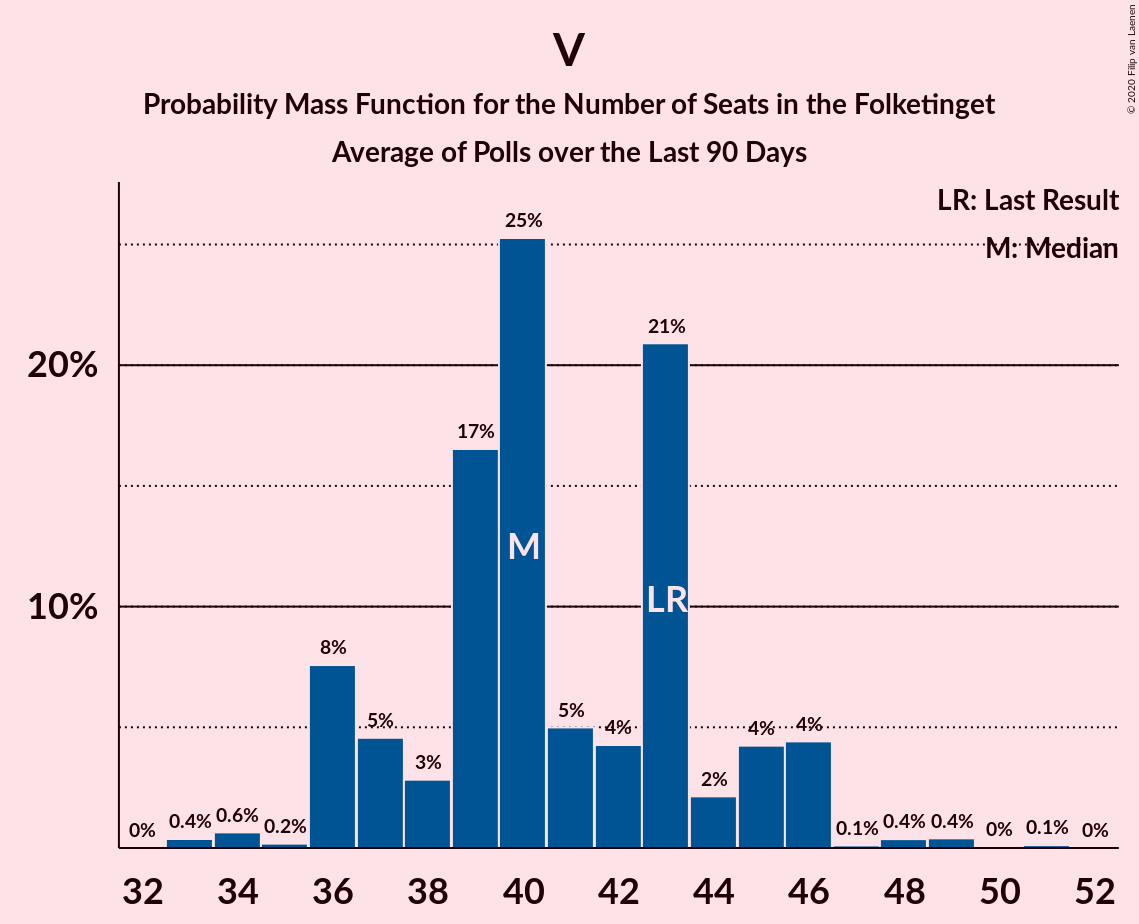 V
Probability Mass Function for the Number of Seats in the Folketinget
Average of Polls over the Last 90 Days
© 2020 Filip van Laenen
LR: Last Result
M: Median
20%
10%
0%
0.4%
0.6%
0.2%
8%
5%
3%
17%
25%
5%
4%
21%
2%
4%
4%
0.1%
0.4%
0.4%
0%
0.1%
0%
M
LR
32 34 36 38 40 42 44 46 48 50 52